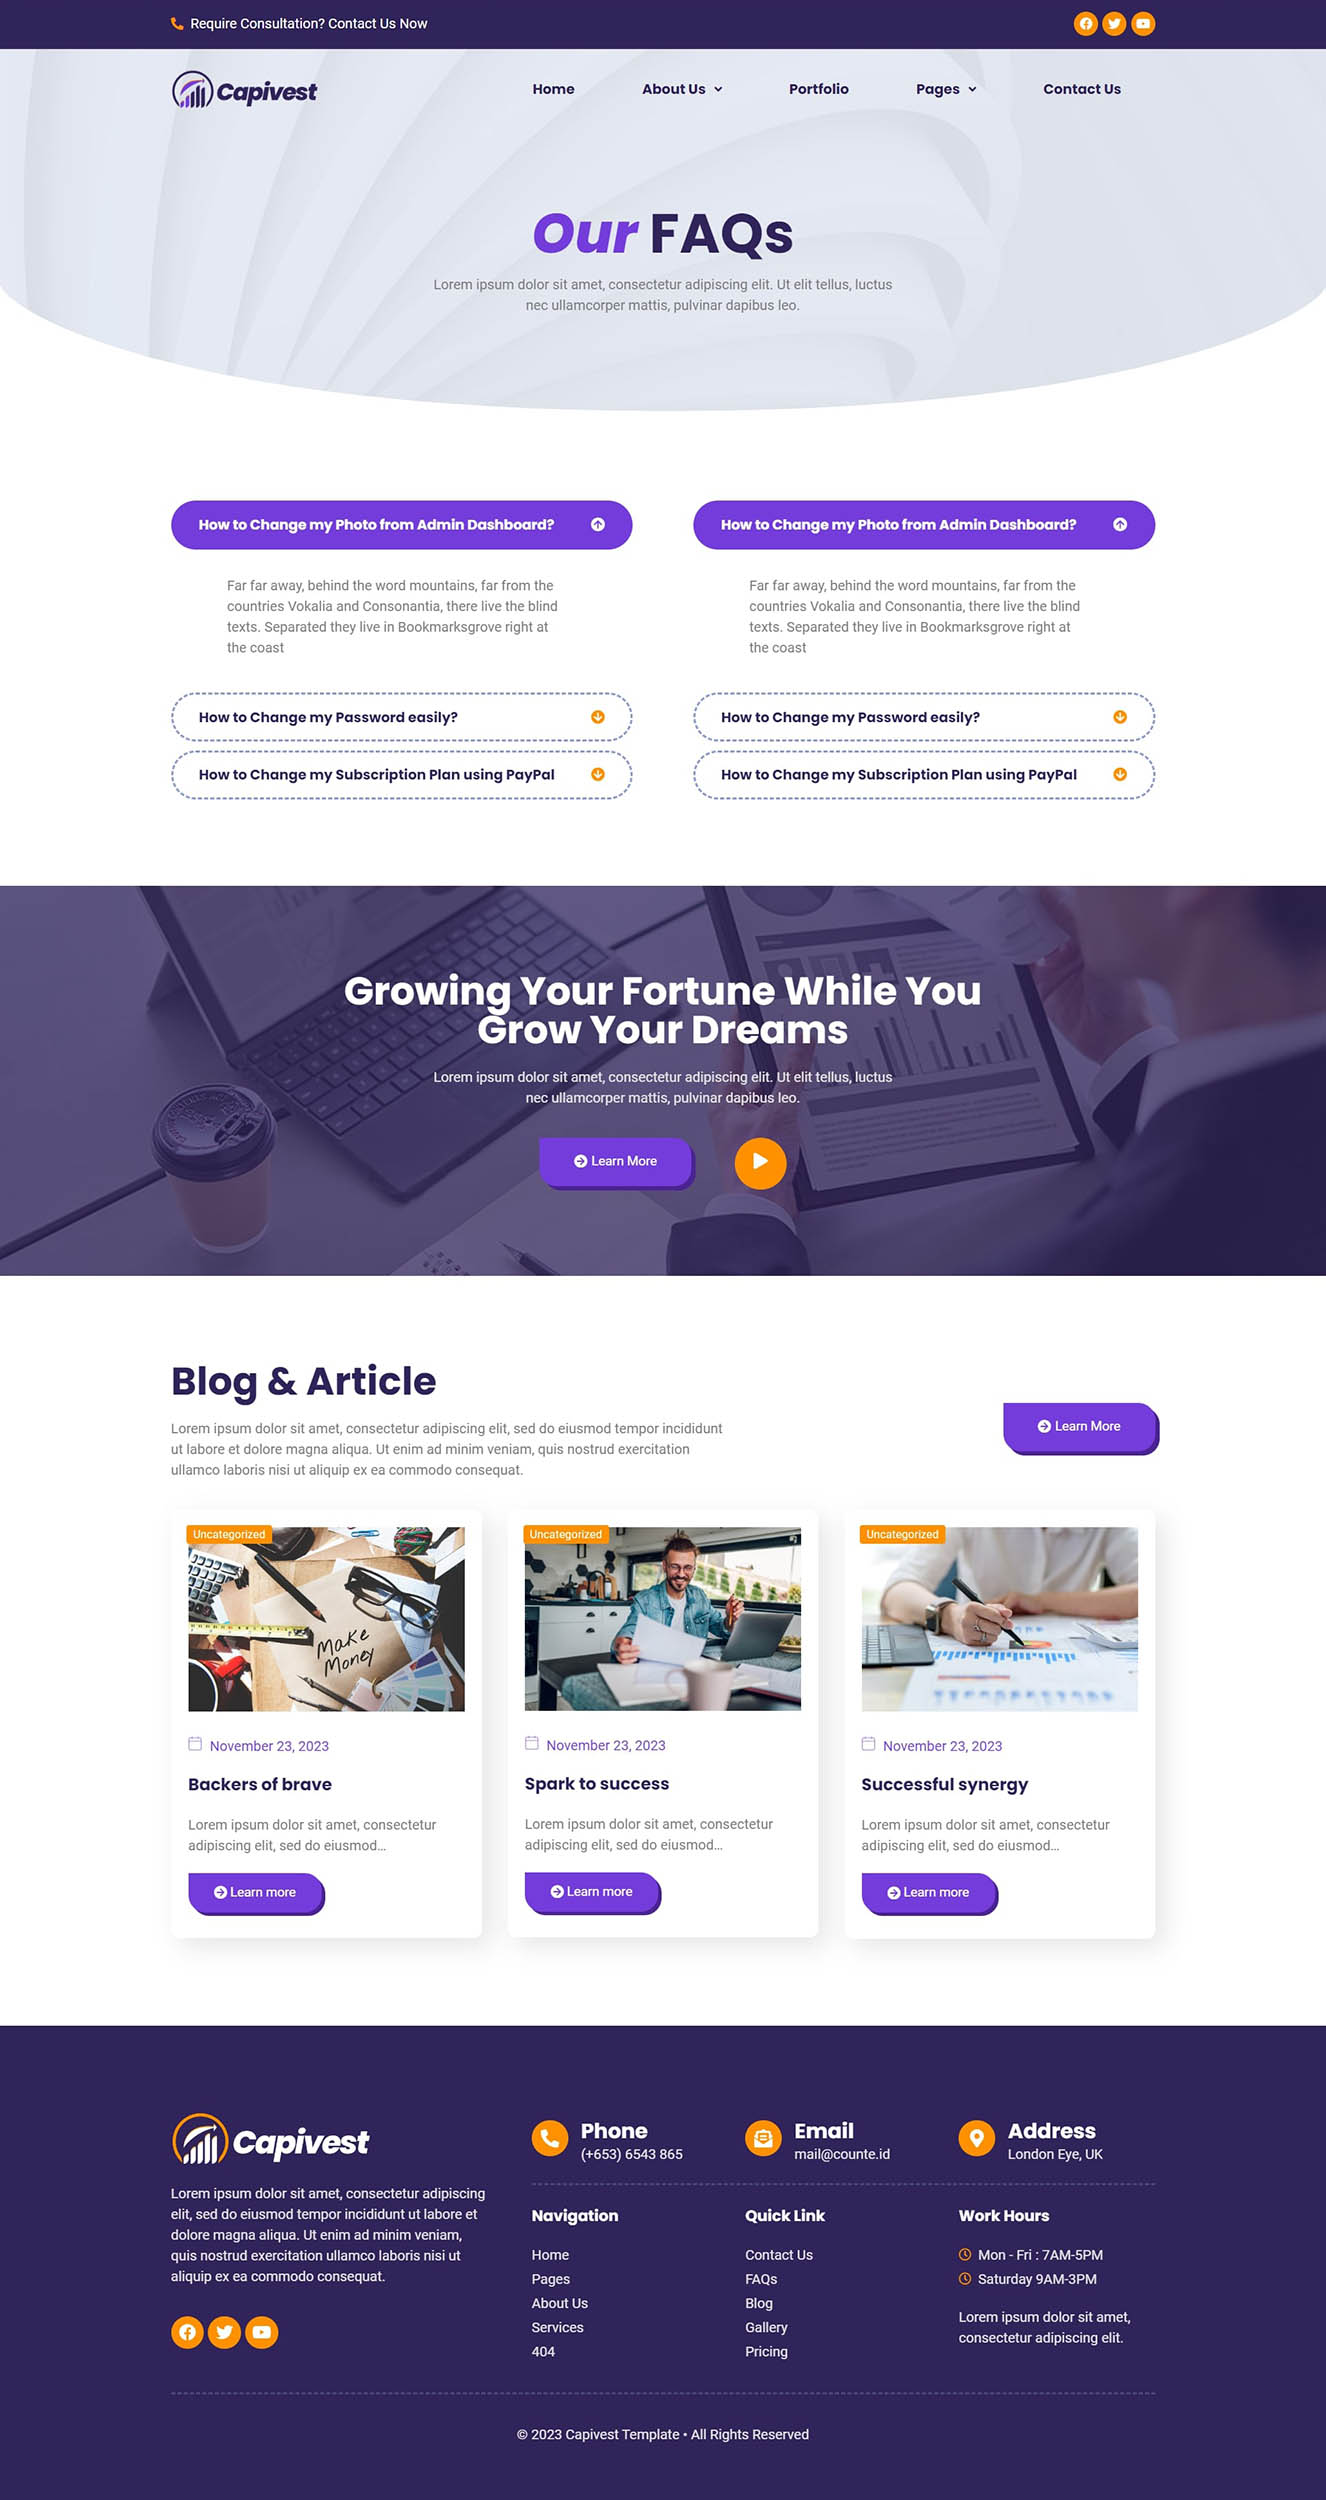 Require Consultation? Contact Us Now
Capivest
Home
About Us
Portfolio
Pages
Contact Us
Our FAQs
Lorem ipsum dolor sit amet, consectetur adipiscing elit. Ut elit tellus, luctus
nec ullamcorper mattis, pulvinar dapibus leo.
How to Change my Photo from Admin Dashboard?
Far far away, behind the word mountains, far from the
countries Vokalia and Consonantia, there live the blind
texts. Separated they live in Bookmarksgrove right at
the coast
How to Change my Password easily?
How to Change my Subscription Plan using PayPal
How to Change my Photo from Admin Dashboard?
Far far away, behind the word mountains, far from the
countries Vokalia and Consonantia, there live the blind
texts. Separated they live in Bookmarksgrove right at
the coast
How to Change my Password easily?
How to Change my Subscription Plan using PayPal
Growing Your Fortune While You
Grow Your Dreams
Lorem ipsum dolor sit amet, consectetur adipiscing elit. Ut elit tellus, luctus
nec ullamcorper mattis, pulvinar dapibus leo.
Learn More
Blog & Article
Lorem ipsum dolor sit amet, consectetur adipiscing elit, sed do eiusmod tempor incididunt
ut labore et dolore magna aliqua. Ut enim ad minim veniam, quis nostrud exercitation
ullamco laboris nisi ut aliquip ex ea commodo consequat.
Learn More
Uncategorized
Make
Money
November 23, 2023
Backers of brave
Lorem ipsum dolor sit amet, consectetur
adipiscing elit, sed do eiusmod...
Learn more
Uncategorized
November 23, 2023
Spark to success
Lorem ipsum dolor sit amet, consectetur
adipiscing elit, sed do eiusmod...
Learn more
Uncategorized
November 23, 2023
Successful synergy
Lorem ipsum dolor sit amet, consectetur
adipiscing elit, sed do eiusmod...
Learn more
Capivest
Lorem ipsum dolor sit amet, consectetur adipiscing
elit, sed do eiusmod tempor incididunt ut labore et
dolore magna aliqua. Ut enim ad minim veniam,
quis nostrud exercitation ullamco laboris nisi ut
aliquip ex ea commodo consequat.
Phone
(+653) 6543 865
Email
mail@counte.id
Address
London Eye, UK
Navigation
Home
Pages
About Us
Services
404
Quick Link
Contact Us
FAQs
Blog
Gallery
Pricing
Work Hours
Mon - Fri : 7AM-5PM
Saturday 9AM-3PM
Lorem ipsum dolor sit amet,
consectetur adipiscing elit.
© 2023 Capivest Template • All Rights Reserved